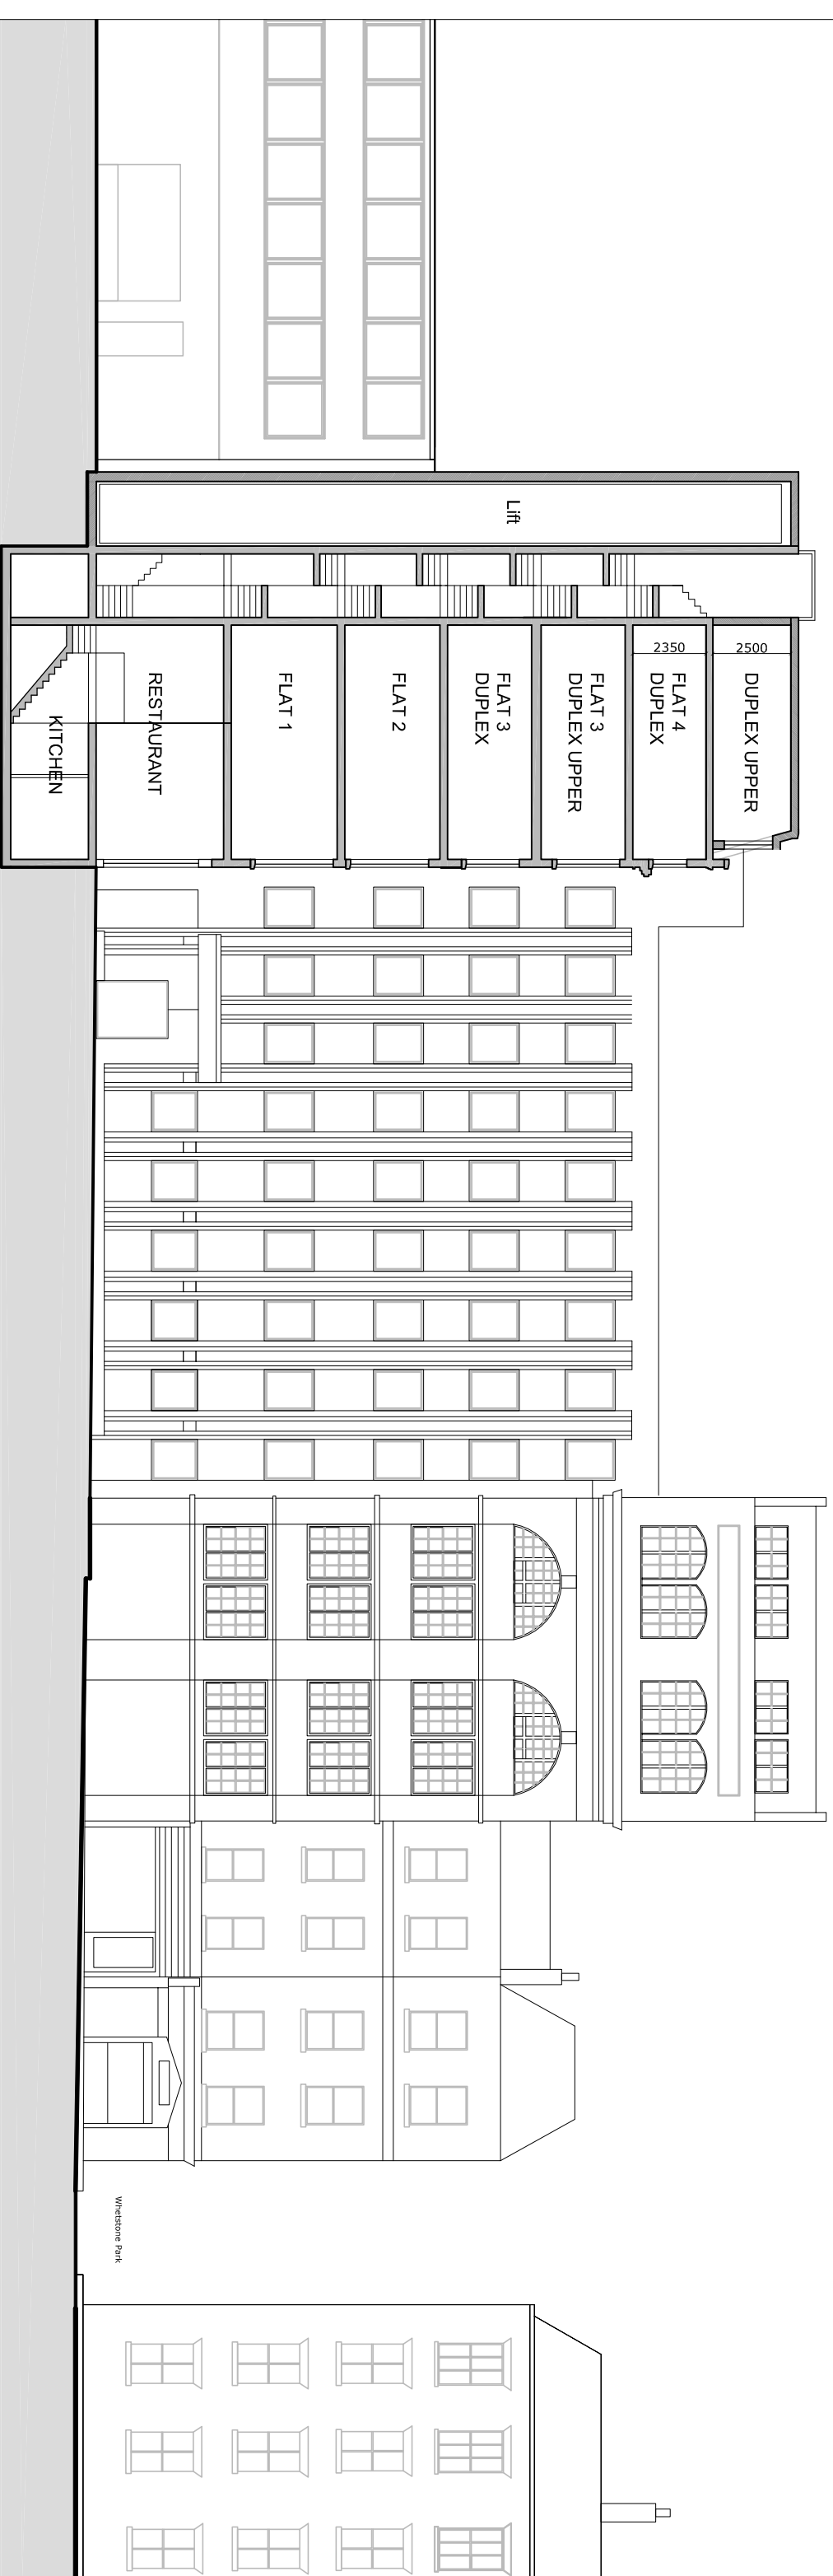 Lift
2500
DUPLEX UPPER
2350
FLAT 4
DUPLEX
FLAT 3
DUPLEX UPPER
FLAT 3
DUPLEX
FLAT 2
FLAT 1
RESTAURANT
KITCHEN
Whetstone Park